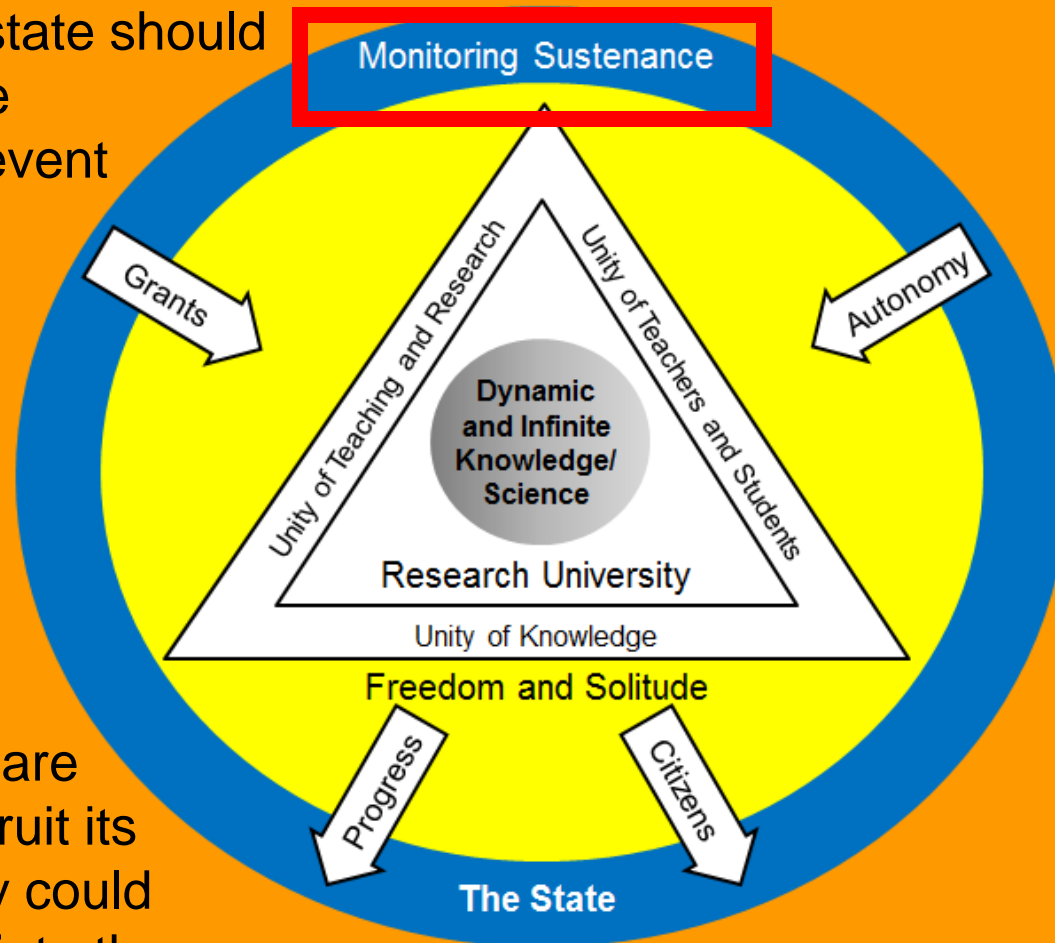 state should
e
event
Monitoring Sustenance
Grants
Autonomy
Unity of Teaching and Research
Unity of Teachers and Students
Dynamic
and Infinite
Knowledge/
Science
Research University
Unity of Knowledge
Freedom and Solitude
Progress
Citizens
The State
are
ruit its
y could